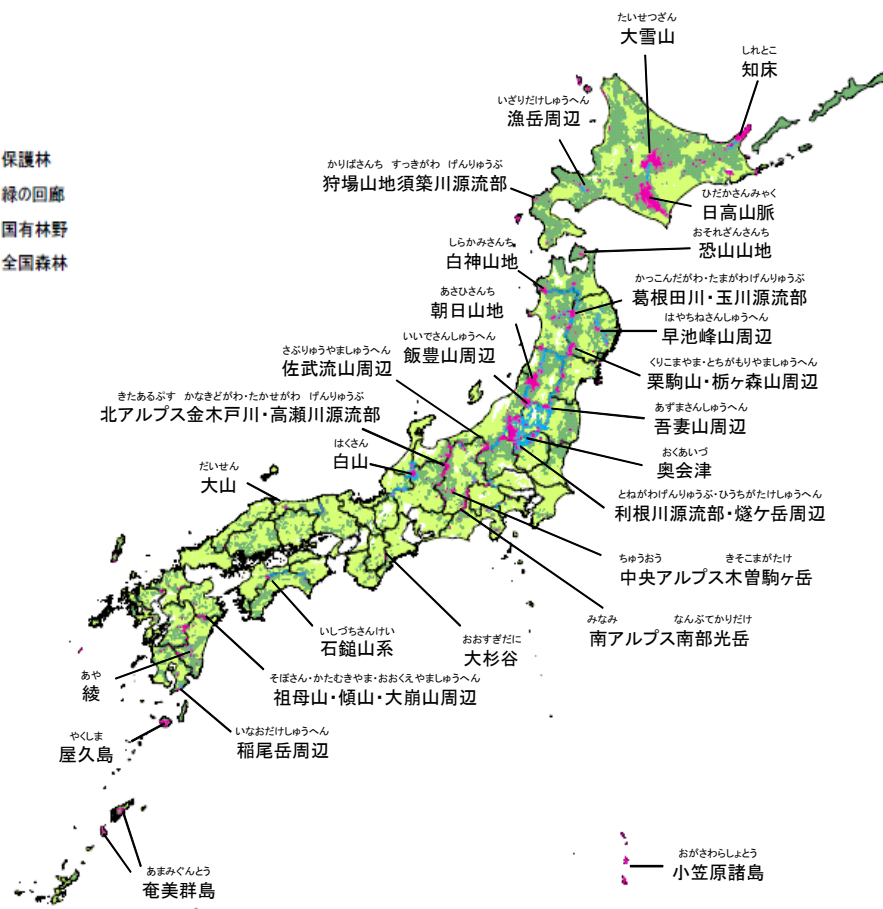 たいせつざん
大雪山
しれとこ
知床
いざりだけしゅうへん
漁岳周辺
保護林
緑の回廊
国有林野
全国森林
かりばさんち すっきがわ げんりゅうぶ
狩場山地須築川源流部
ひだかさんみゃく
日高山脈
おそれざんさんち
恐山山地
しらかみさんち
白神山地
かっこんだがわ・たまがわげんりゅうぶ
葛根田川・玉川源流部
あさひさんち
朝日山地
はやちねさんしゅうへん
早池峰山周辺
いいでさんしゅうへん
飯豊山周辺
さぶりゅうやましゅうへん
佐武流山周辺
くりこまやま・とちがもりやましゅうへん
栗駒山・栃ヶ森山周辺
きたあるぷす かなきどがわ・たかせがわ げんりゅうぶ
北アルプス金木戸川・高瀬川源流部
あずまさんしゅうへん
吾妻山周辺
はくさん
白山
おくあいづ
奥会津
だいせん
大山
とねがわげんりゅうぶ・ひうちがたけしゅうへん
利根川源流部・燧ケ岳周辺
ちゅうおう きそこまがたけ
中央アルプス木曽駒ヶ岳
みなみ なんぶてかりだけ
南アルプス南部光岳
いしづちさんけい
石鎚山系
おおすぎだに
大杉谷
あや
綾
そぼさん・かたむきやま・おおくえやましゅうへん
祖母山・傾山・大崩山周辺
いなおだけしゅうへん
稲尾岳周辺
やくしま
屋久島
あまみぐんとう
奄美群島
おがさわらしょとう
小笠原諸島